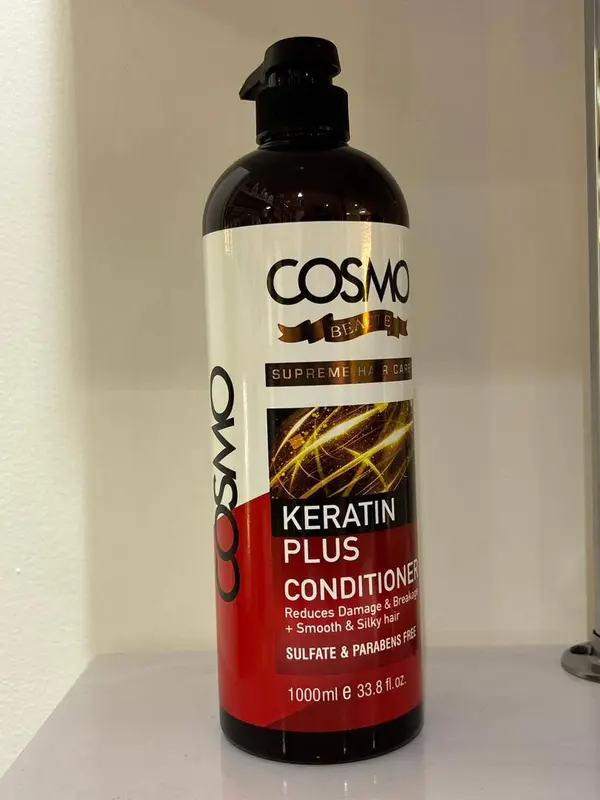 COSMO
BEAUTE
SUPREME HAIR CARE
KERATIN
PLUS
CONDITIONER
Reduces Damage & Breakage
+ Smooth & Silky hair
SULFATE & PARABENS FREE
1000ml e 33.8 fl.oz.
COSMO